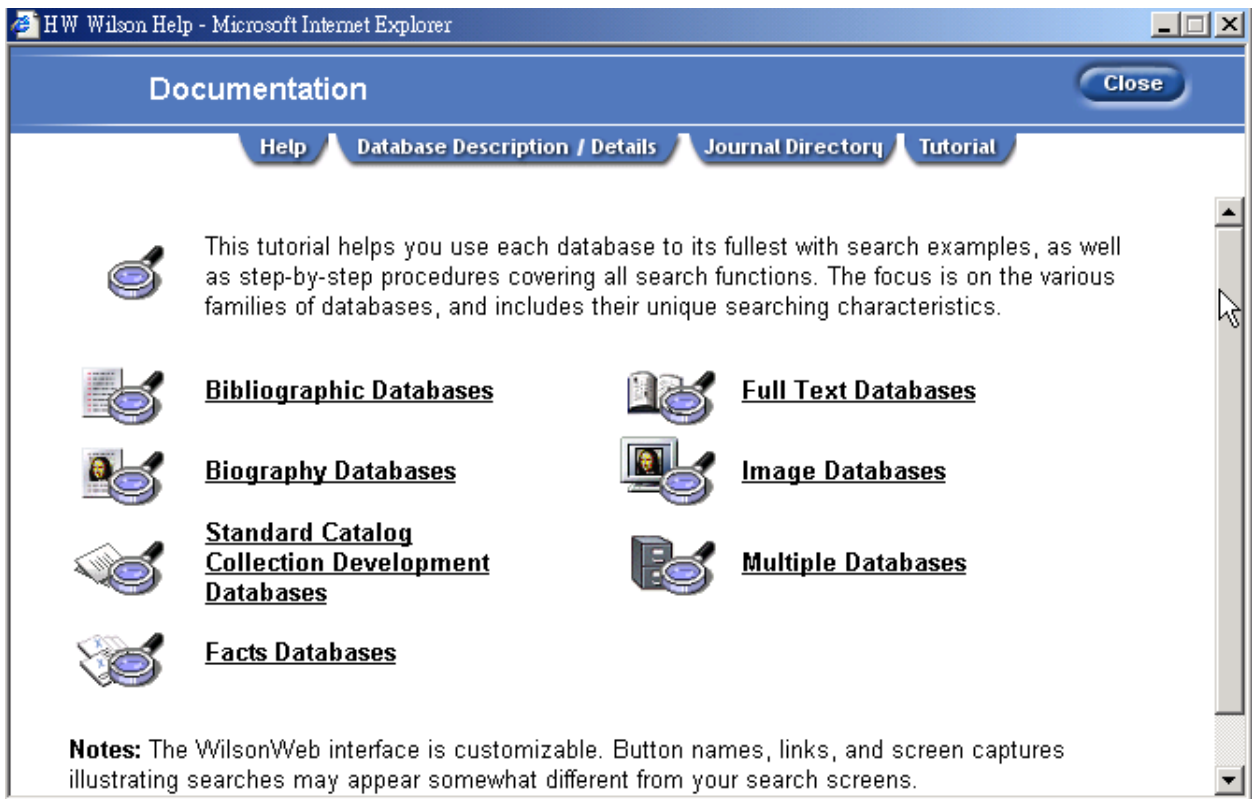 HW Wilson Help - Microsoft Internet Explorer
Documentation
Close
Help
Database Description / Details
Journal Directory
Tutorial
This tutorial helps you use each database to its fullest with search examples, as well
as step-by-step procedures covering all search functions. The focus is on the various
families of databases, and includes their unique searching characteristics.
Bibliographic Databases
Full Text Databases
Biography Databases
Image Databases
Standard Catalog
Collection Development
Databases
Multiple Databases
Facts Databases
Notes: The WilsonWeb interface is customizable. Button names, links, and screen captures
illustrating searches may appear somewhat different from your search screens.